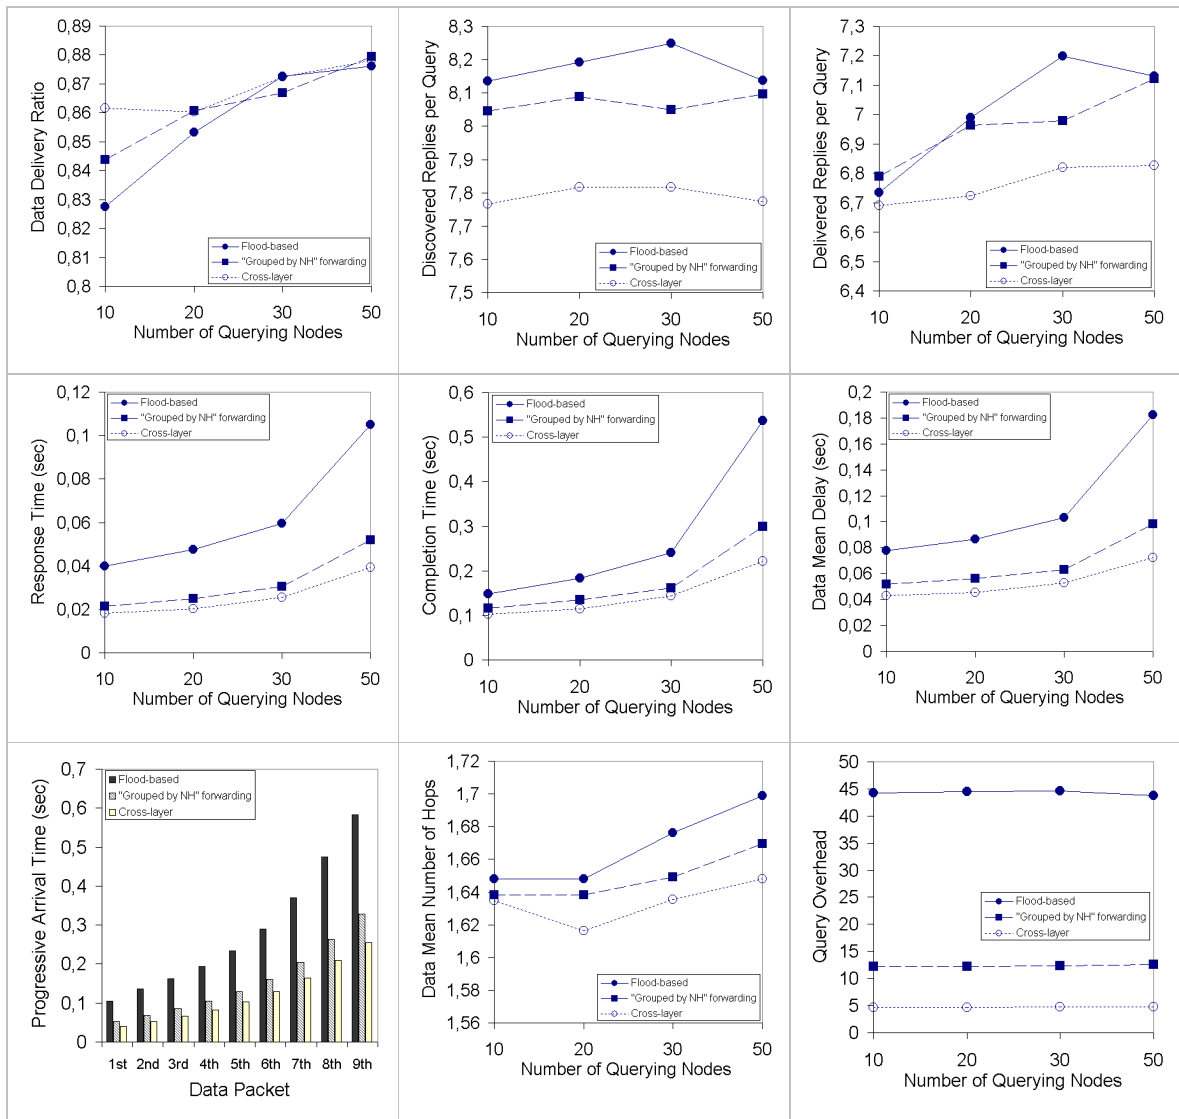 Data Delivery Ratio
0,89
0,88
0,87
0,86
0,85
0,84
0,83
0,82
0,81
0,8
Flood-based
"Grouped by NH" forwarding
Cross-layer
10 20 30 50
Number of Querying Nodes
Discovered Replies per Query
8,3
8,2
8,1
8
7,9
7,8
7,7
7,6
7,5
Flood-based
"Grouped by NH" forwarding
Cross-layer
10 20 30 50
Number of Querying Nodes
Delivered Replies per Query
7,3
7,2
7,1
7
6,9
6,8
6,7
6,6
6,5
6,4
Flood-based
"Grouped by NH" forwarding
Cross-layer
10 20 30 50
Number of Querying Nodes
Response Time (sec)
0,12
0,1
0,08
0,06
0,04
0,02
0
Flood-based
"Grouped by NH" forwarding
Cross-layer
10 20 30 50
Number of Querying Nodes
Completion Time (sec)
0,6
0,5
0,4
0,3
0,2
0,1
0
Flood-based
"Grouped by NH" forwarding
Cross-layer
10 20 30 50
Number of Querying Nodes
Data Mean Delay (sec)
0,2
0,18
0,16
0,14
0,12
0,1
0,08
0,06
0,04
0,02
0
Flood-based
"Grouped by NH" forwarding
Cross-layer
10 20 30 50
Number of Querying Nodes
Progressive Arrival Time (sec)
0,7
0,6
0,5
0,4
0,3
0,2
0,1
0
Flood-based
"Grouped by NH" forwarding
Cross-layer
1st 2nd 3rd 4th 5th 6th 7th 8th 9th
Data Packet
Data Mean Number of Hops
1,72
1,7
1,68
1,66
1,64
1,62
1,6
1,58
1,56
Flood-based
"Grouped by NH" forwarding
Cross-layer
10 20 30 50
Number of Querying Nodes
Query Overhead
50
45
40
35
30
25
20
15
10
5
0
Flood-based
"Grouped by NH" forwarding
Cross-layer
10 20 30 50
Number of Querying Nodes